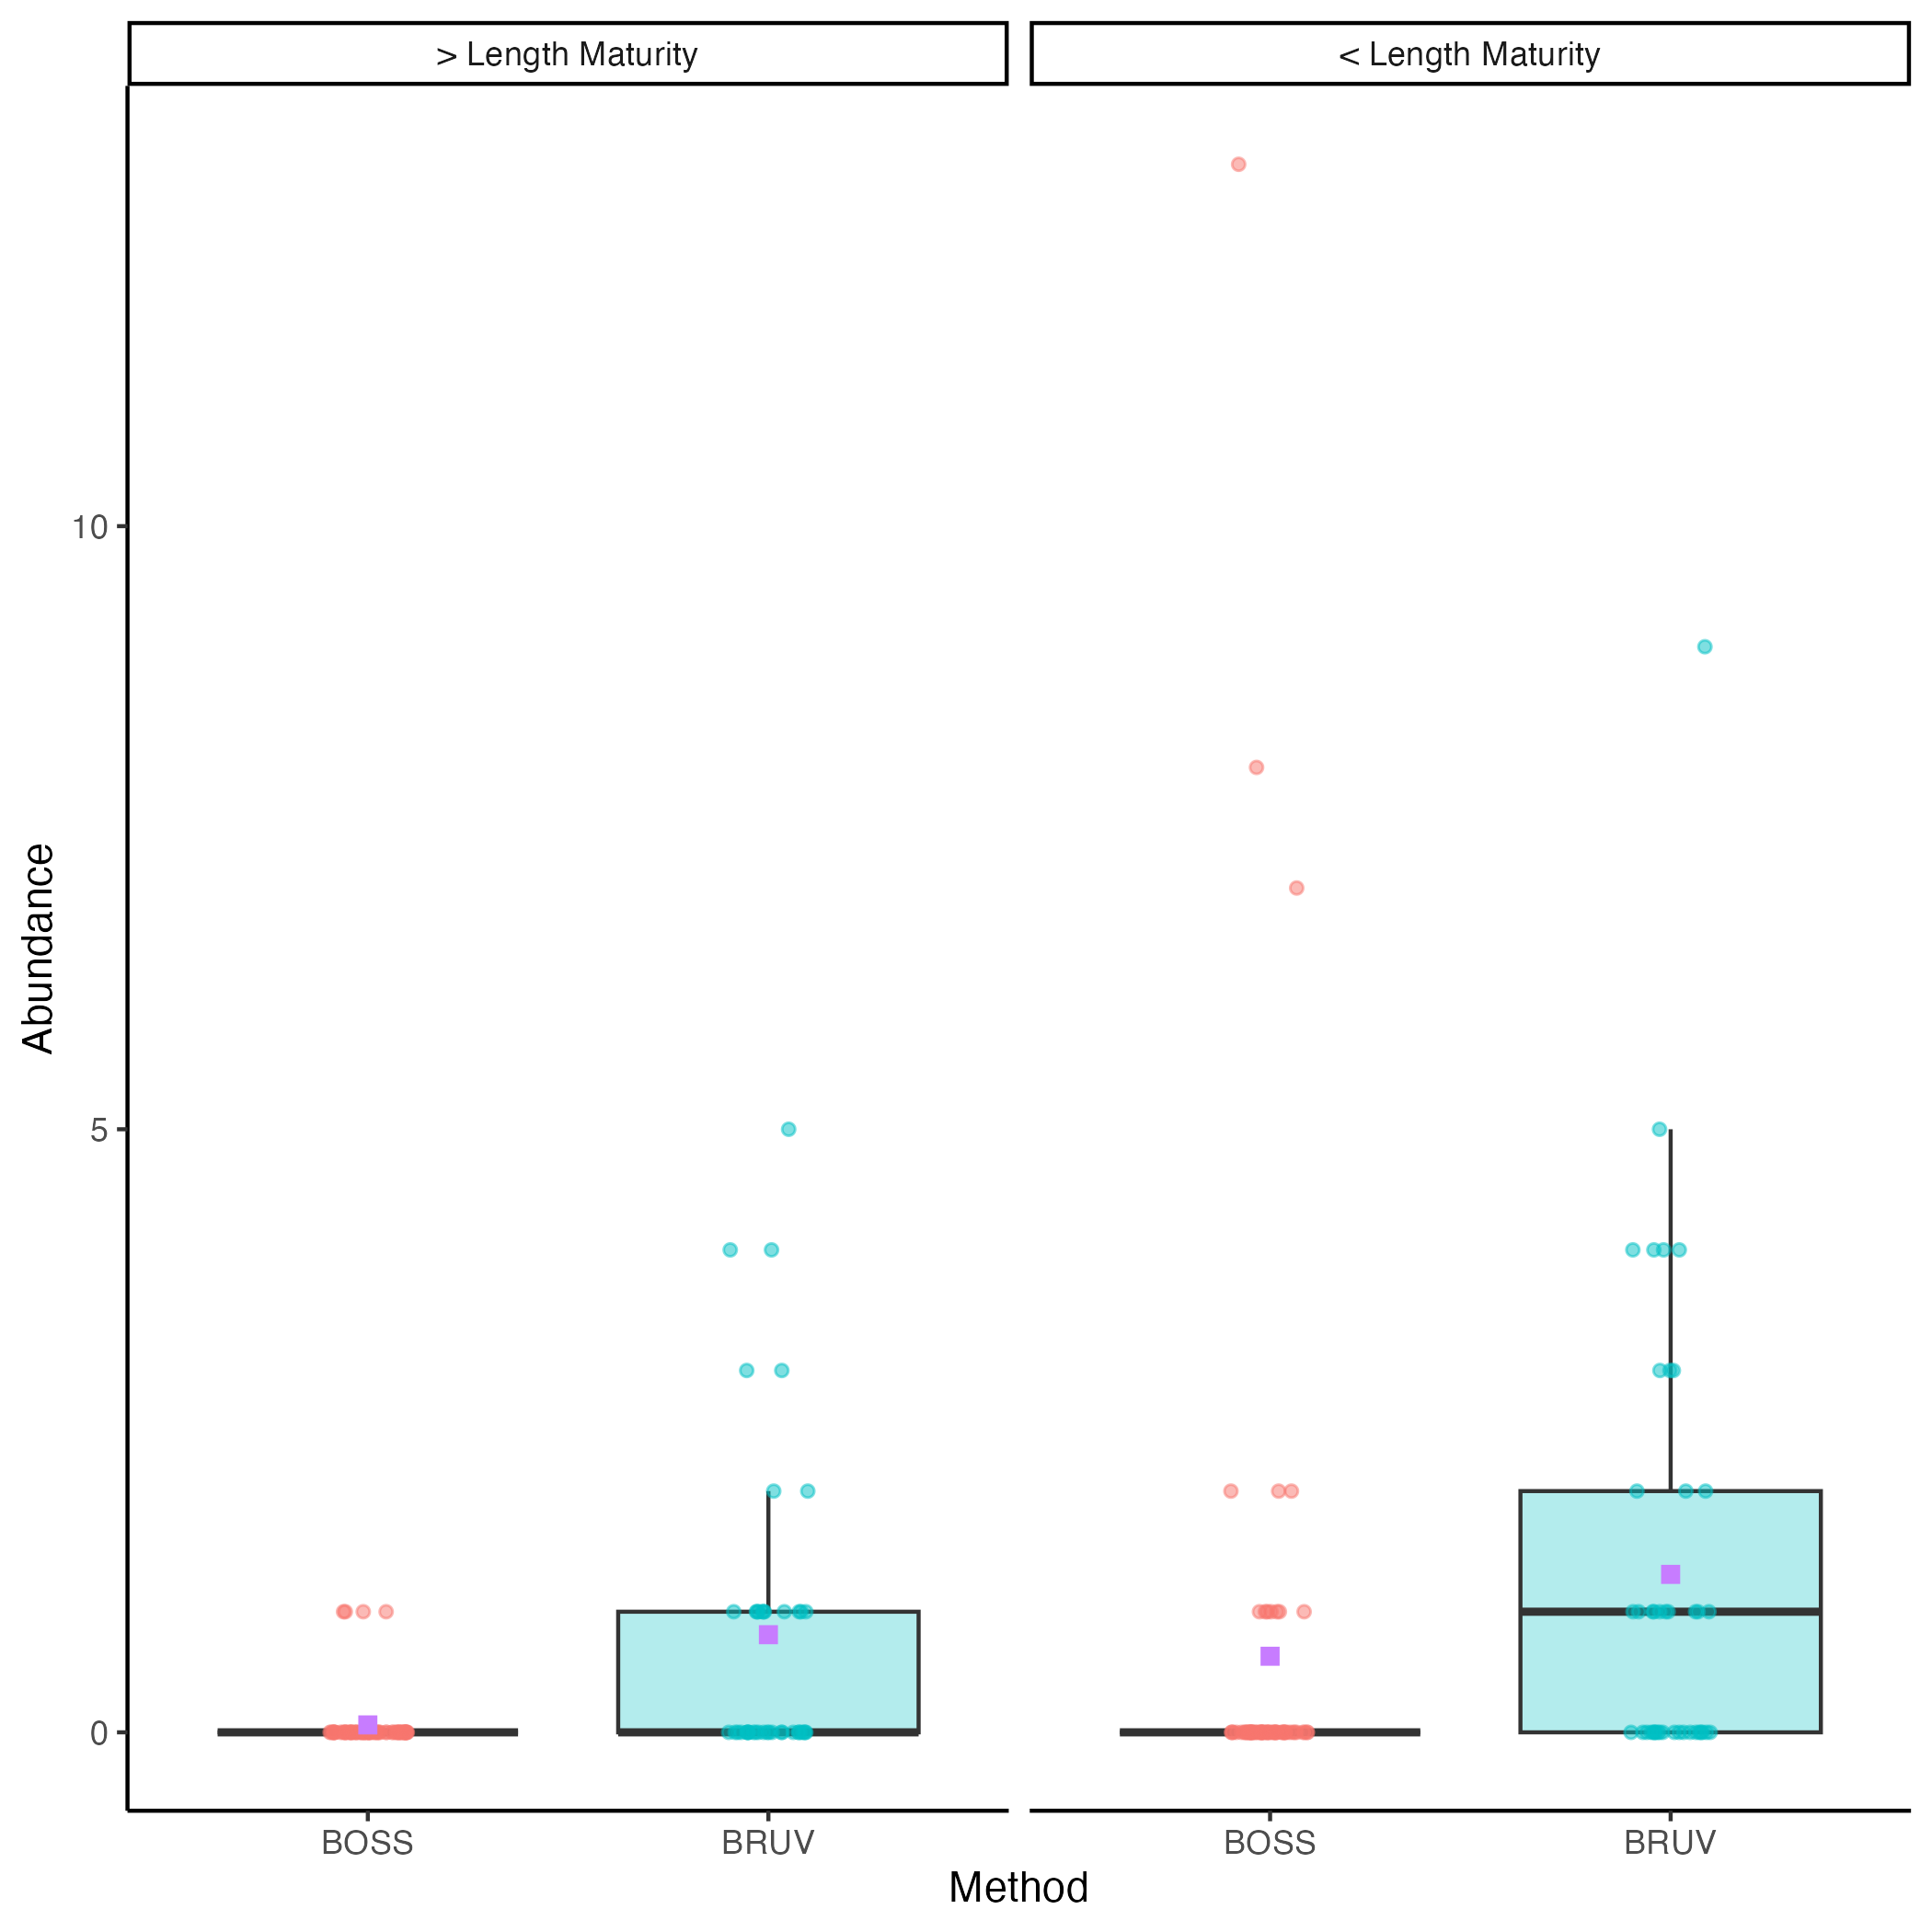 > Length Maturity
< Length Maturity
Abundance
10
5
0
BOSS
BRUV
BOSS
BRUV
Method